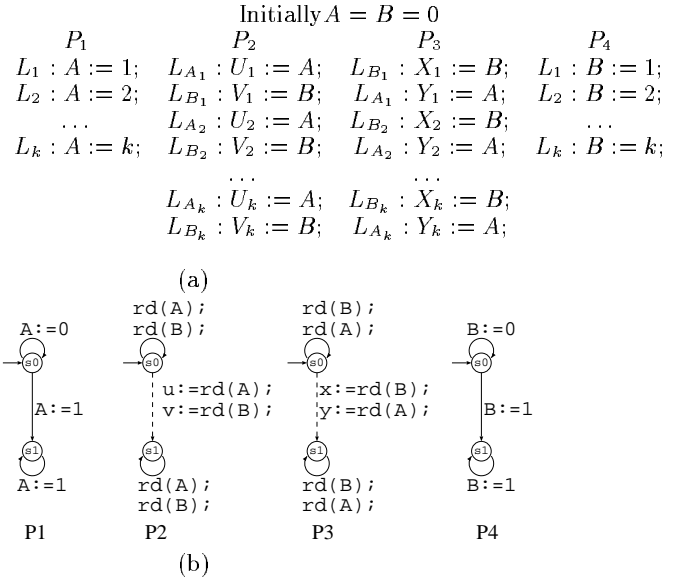 Initially A = B = 0
P1 P2 P3 P4
L1 : A := 1; LA1 : U1 := A; LB1 : X1 := B; L1 : B := 1;
L2 : A := 2; LB1 : V1 := B; LA1 : Y1 := A; L2 : B := 2;
... LA2 : U2 := A; LB2 : X2 := B; ...
Lk : A := k; LB2 : V2 := B; LA2 : Y2 := A; Lk : B := k;
... ...
LAk : Uk := A; LBk : Xk := B;
LBk : Vk := B; LAk : Yk := A;
(a)
rd(A); rd(B);
A:=0 rd(B); rd(A); B:=0
s0 s0 s0 s0
u:=rd(A); x:=rd(B);
A:=1 v:=rd(B); y:=rd(A); B:=1
s1 s1 s1 s1
A:=1 rd(A); rd(B); B:=1
rd(B); rd(A);
P1 P2 P3 P4
(b)